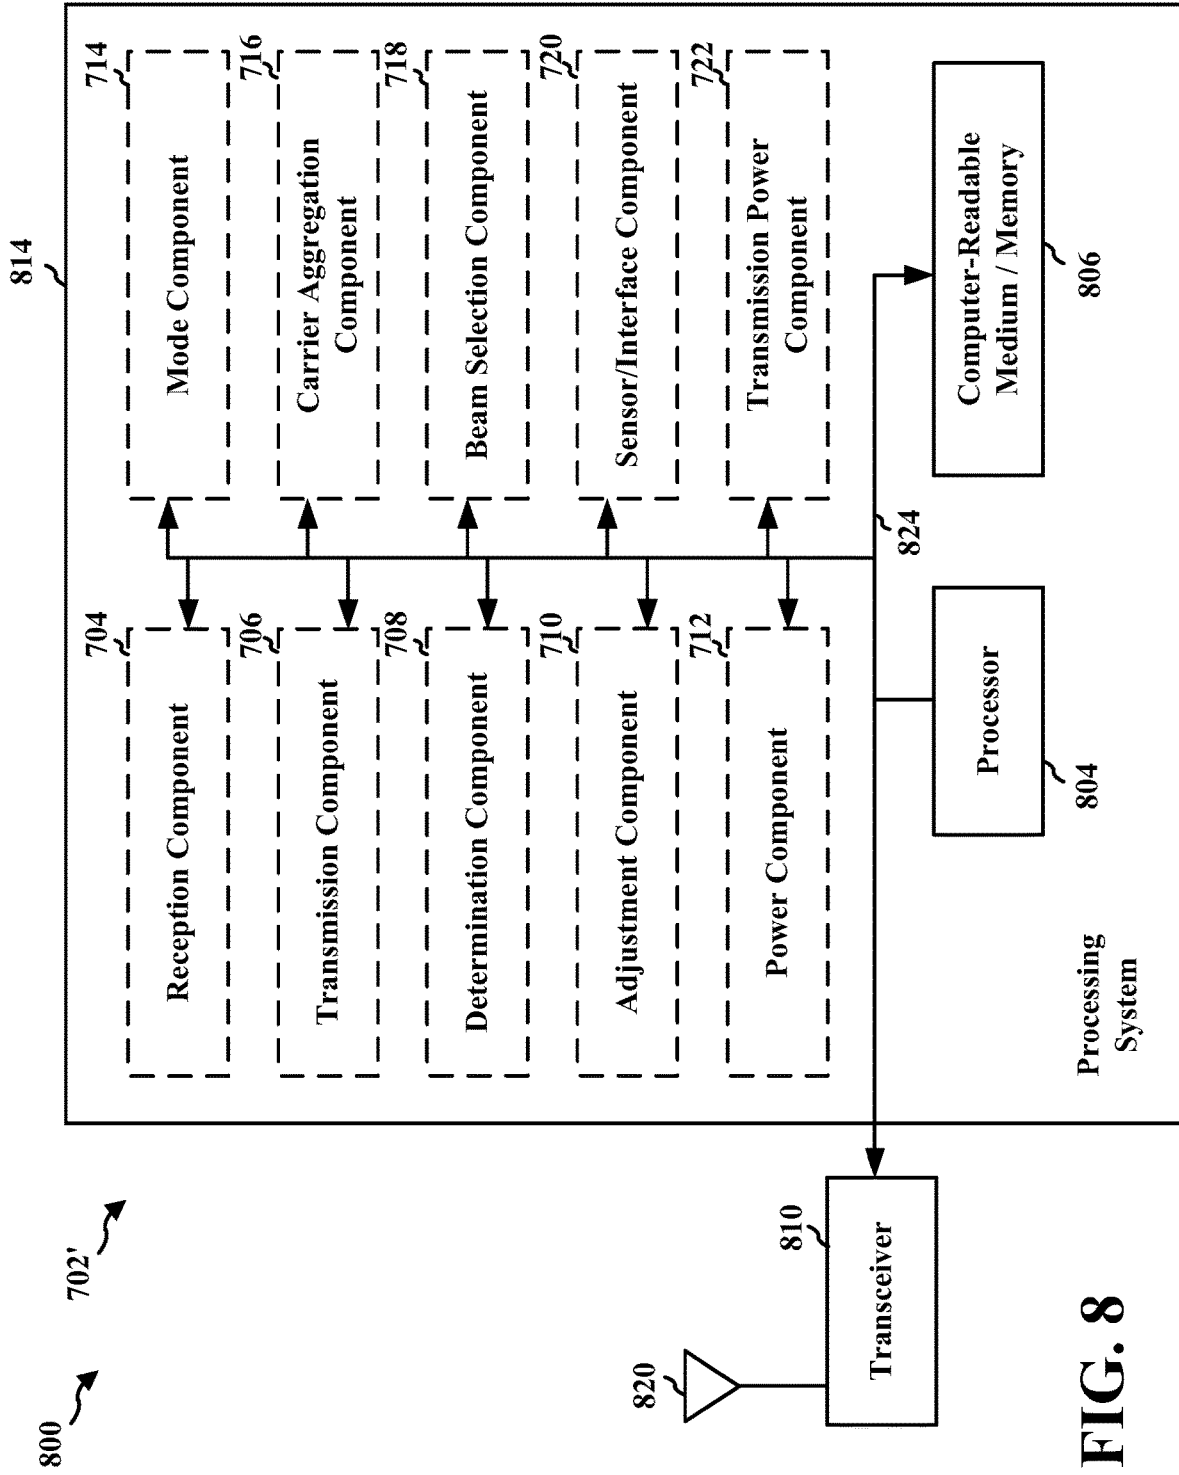 800
702'
814
704
Reception Component
714
Mode Component
706
Transmission Component
716
Carrier Aggregation
Component
708
Determination Component
718
Beam Selection Component
710
Adjustment Component
720
Sensor/Interface Component
712
Power Component
722
Transmission Power
Component
820
810
Transceiver
824
Processor
804
Computer-Readable
Medium / Memory
806
Processing
System
FIG. 8